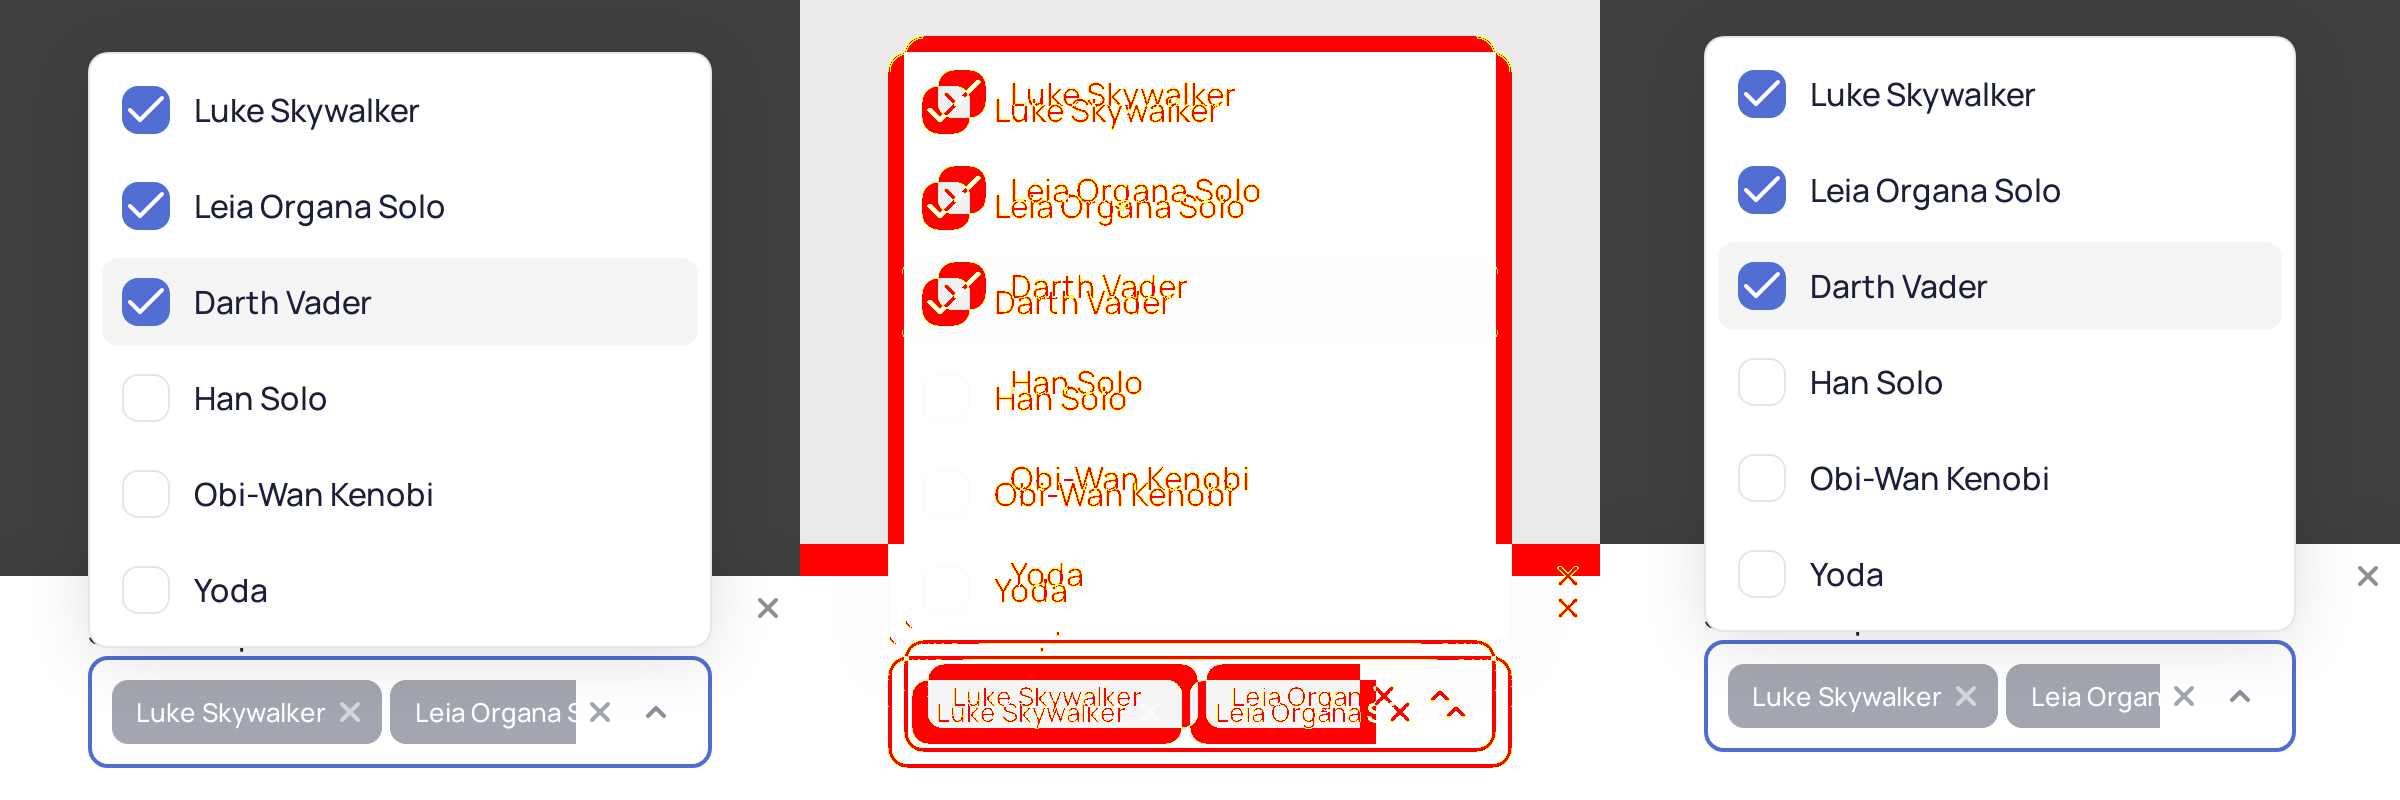 Luke Skywalker
Leia Organa Solo
Darth Vader
Han Solo
Obi-Wan Kenobi
Yoda
Luke Skywalker Leia Organa S
Luke Skywalker
Luke Skywalker
Leia Organa Solo
Leia Organa Solo
Darth Vader
Darth Vader
Han Solo
Han Solo
Obi-Wan Kenobi
Obi-Wan Kenobi
Yoda
Yoda
Luke Skywalker Leia Organ
Luke Skywalker Leia Organa S
Luke Skywalker
Leia Organa Solo
Darth Vader
Han Solo
Obi-Wan Kenobi
Yoda
Luke Skywalker Leia Organ